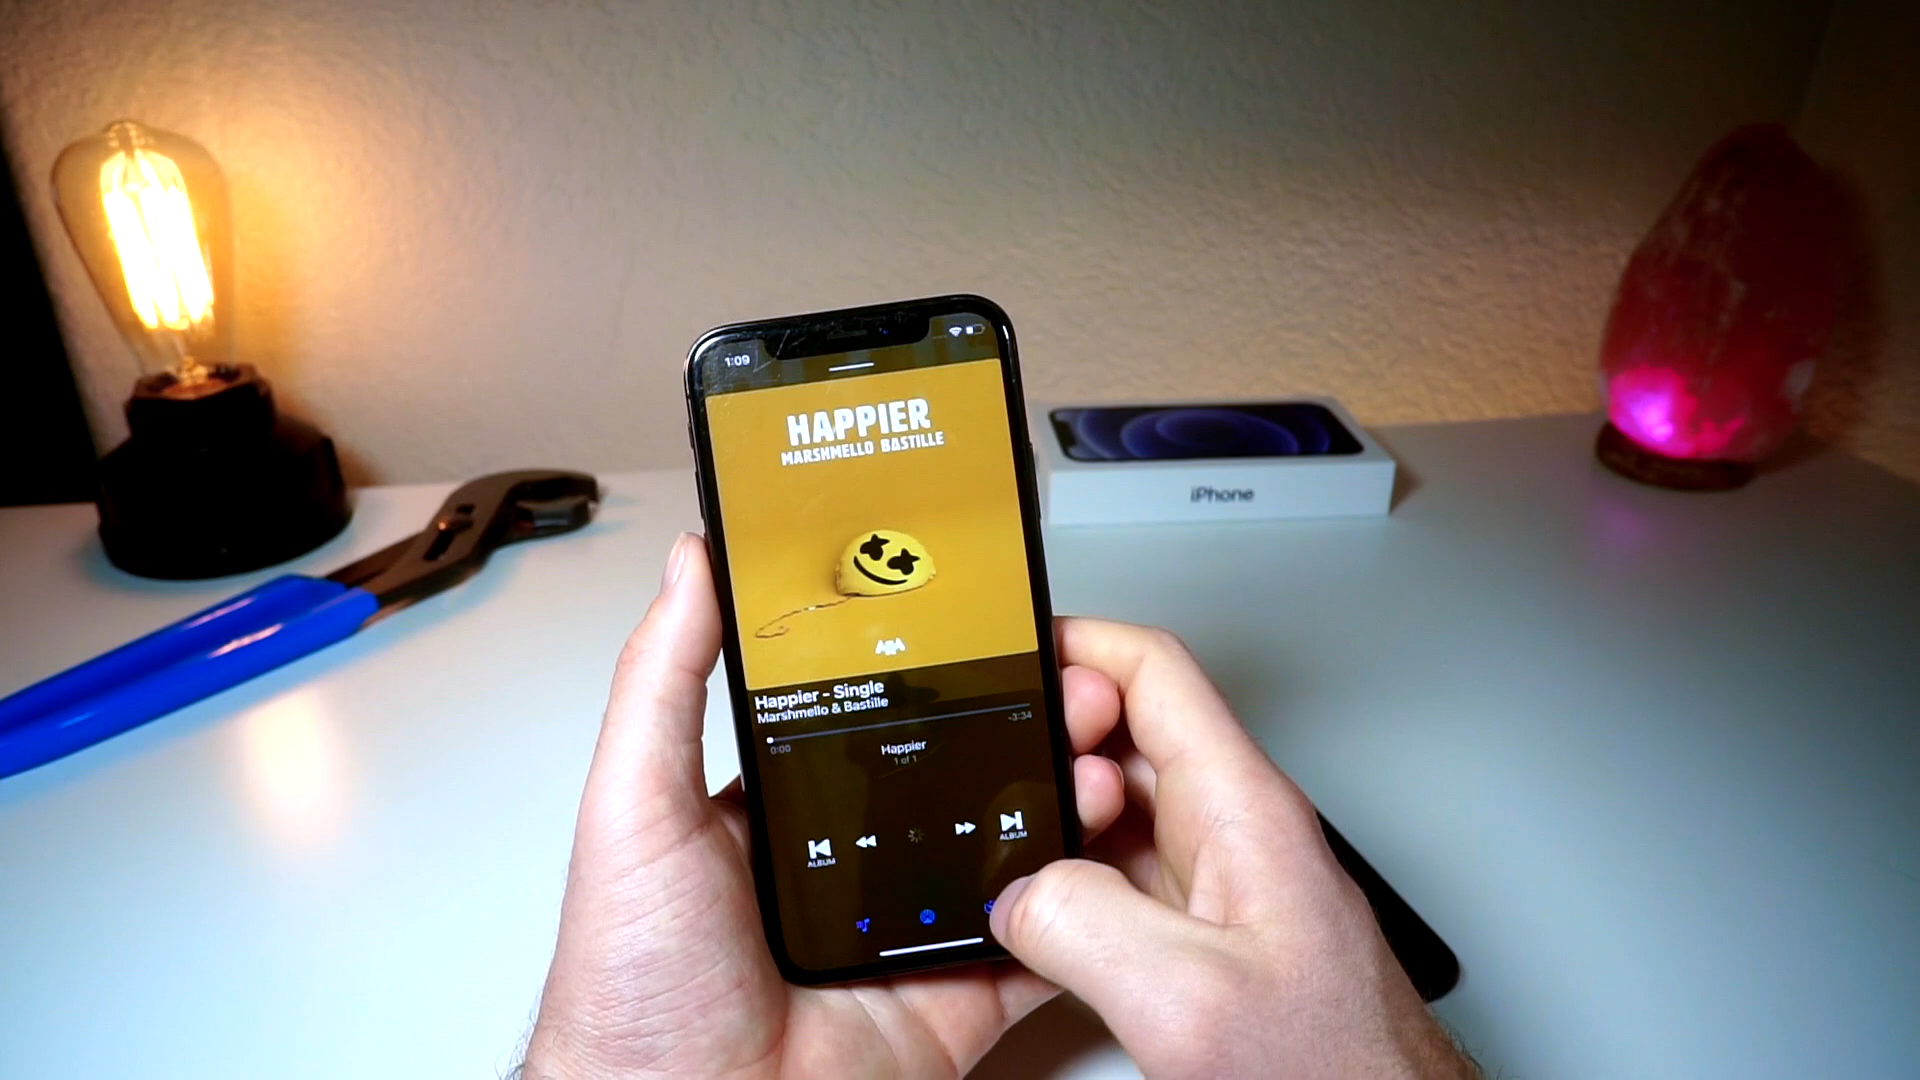 1:09
HAPPIER
MARSHMELLO BASTILLE
iPhone
Happier - Single
Marshmello & Bastille
0:00
-3:34
Happier
1 of 1
ALBUM
ALBUM